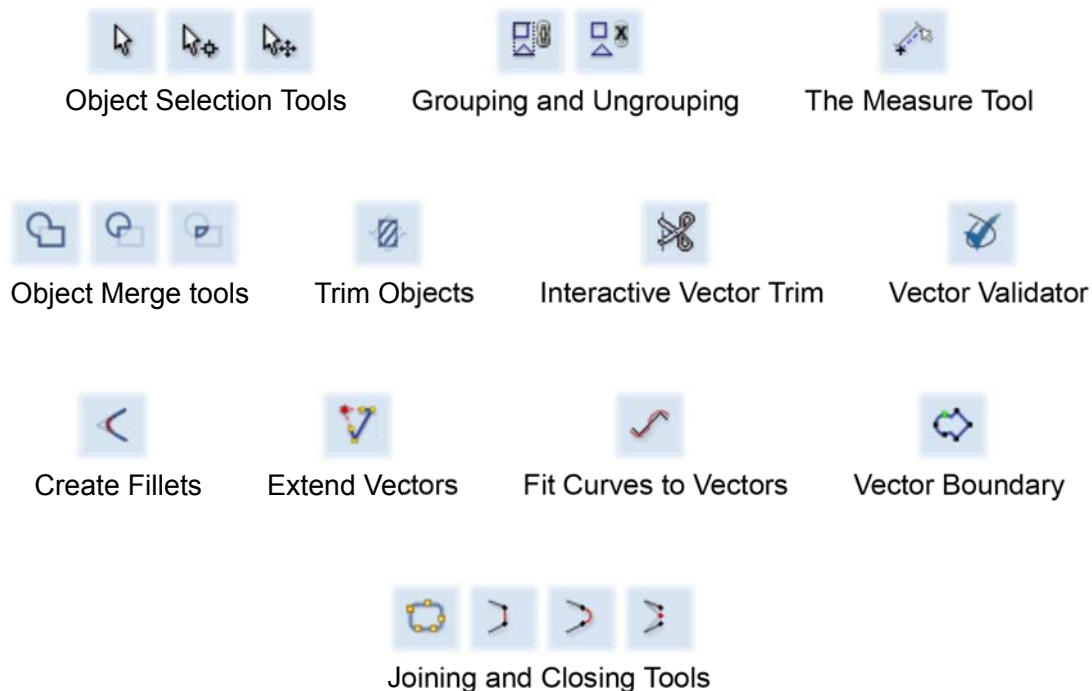 Object Selection Tools
Grouping and Ungrouping
The Measure Tool
Object Merge tools
Trim Objects
Interactive Vector Trim
Vector Validator
Create Fillets
Extend Vectors
Fit Curves to Vectors
Vector Boundary
Joining and Closing Tools